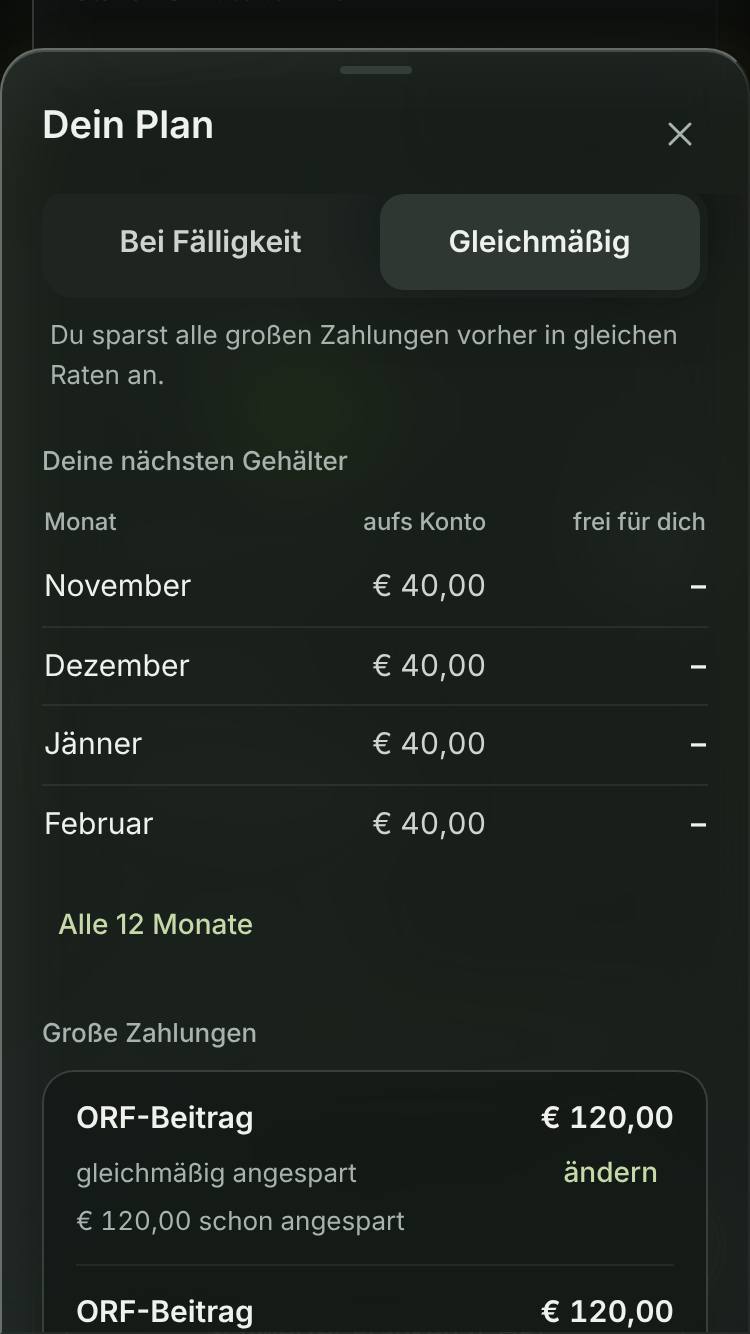 Dein Plan
Bei Fälligkeit
Gleichmäßig
Du sparst alle großen Zahlungen vorher in gleichen
Raten an.
Deine nächsten Gehälter
Monat aufs Konto frei für dich
November € 40,00 –
Dezember € 40,00 –
Jänner € 40,00 –
Februar € 40,00 –
Alle 12 Monate
Große Zahlungen
ORF-Beitrag € 120,00
gleichmäßig angespart ändern
€ 120,00 schon angespart
ORF-Beitrag € 120,00